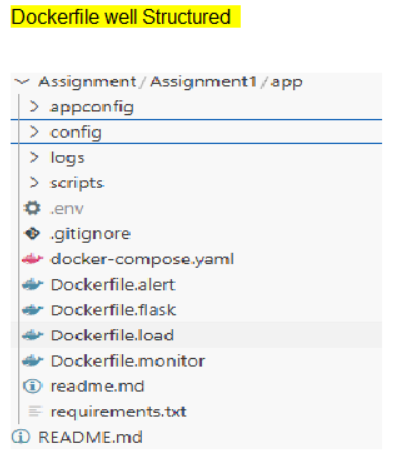 Dockerfile well Structured
Assignment / Assignment1 / app
appconfig
config
logs
scripts
.env
.gitignore
docker-compose.yaml
Dockerfile.alert
Dockerfile.flask
Dockerfile.load
Dockerfile.monitor
readme.md
requirements.txt
README.md